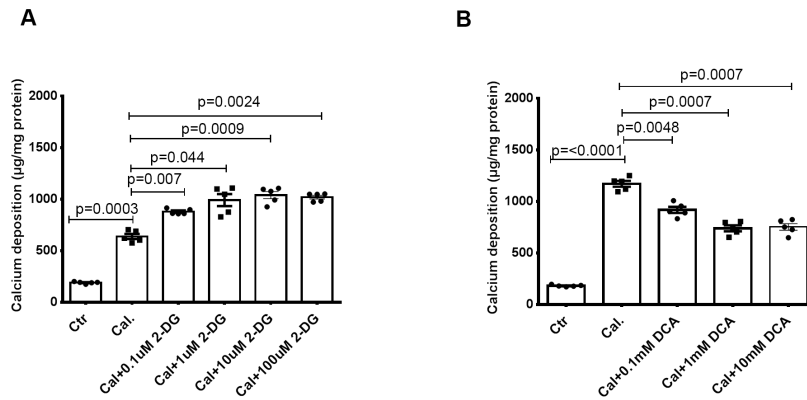 A
Calcium deposition (µg/mg protein)
2000
1500
1000
500
0
p=0.0024
p=0.0009
p=0.044
p=0.007
p=0.0003
Ctr
Cal.
Cal+0.1uM 2-DG
Cal+1uM 2-DG
Cal+10uM 2-DG
Cal+100uM 2-DG
B
Calcium deposition (µg/mg protein)
2000
1500
1000
500
0
p=0.0007
p=0.0007
p=0.0048
p=<0.0001
Ctr
Cal.
Cal+0.1mM DCA
Cal+1mM DCA
Cal+10mM DCA